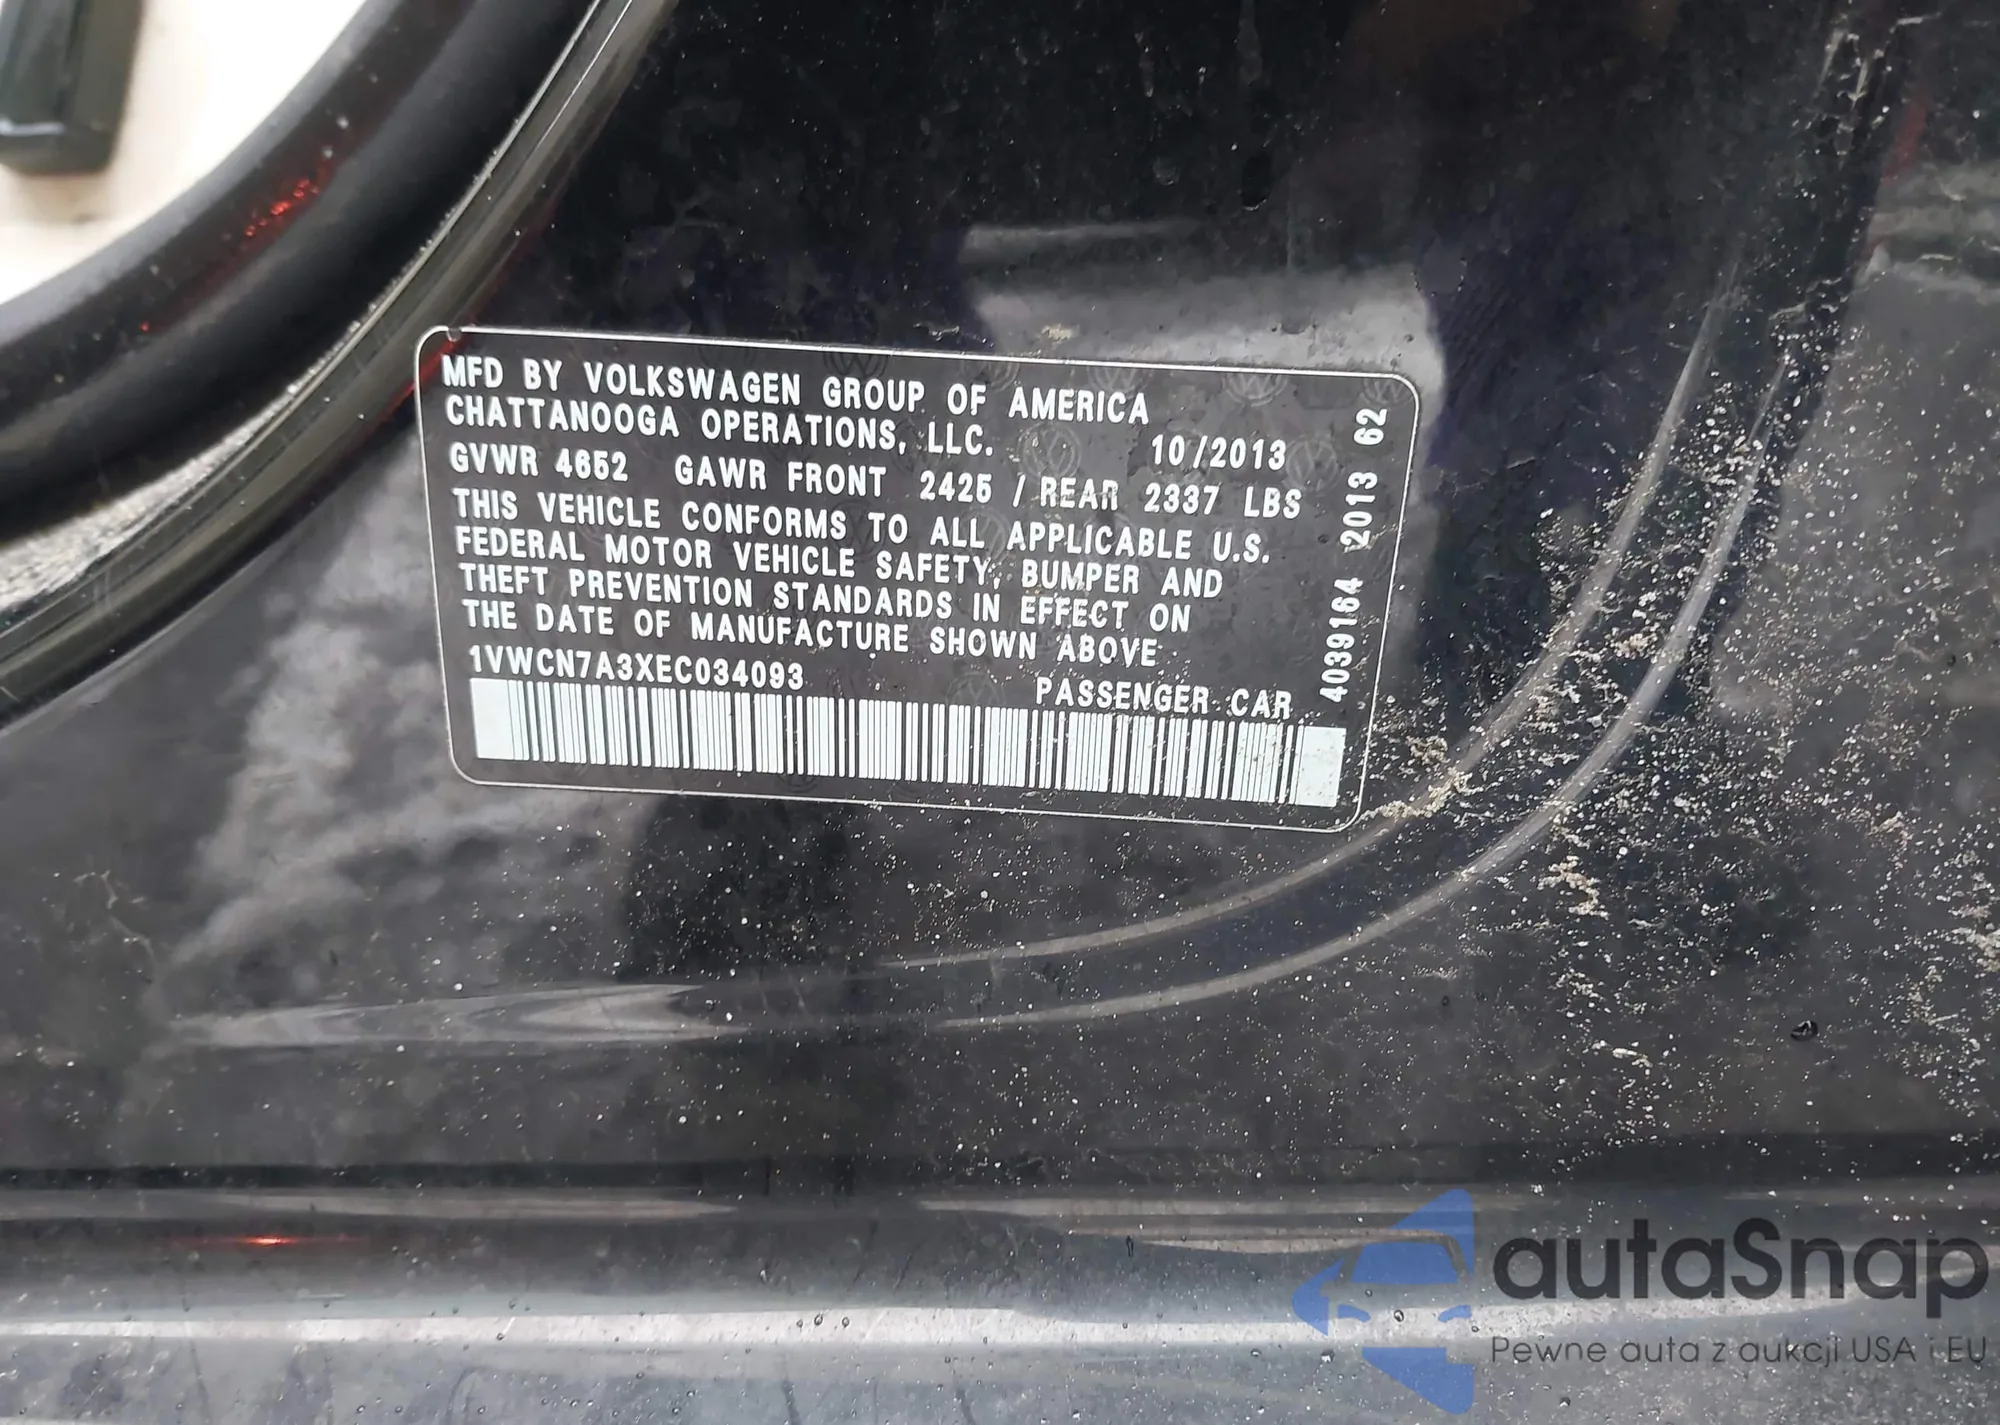 MFD BY VOLKSWAGEN GROUP OF AMERICA
CHATTANOOGA OPERATIONS, LLC.
10/2013
GVWR 4652 GAWR FRONT 2425 / REAR 2337 LBS
THIS VEHICLE CONFORMS TO ALL APPLICABLE U.S.
FEDERAL MOTOR VEHICLE SAFETY, BUMPER AND
THEFT PREVENTION STANDARDS IN EFFECT ON
THE DATE OF MANUFACTURE SHOWN ABOVE
1VWCN7A3XEC034093
PASSENGER CAR
4039164 2013 62
autaSnap
Pewne auta z aukcji USA i EU